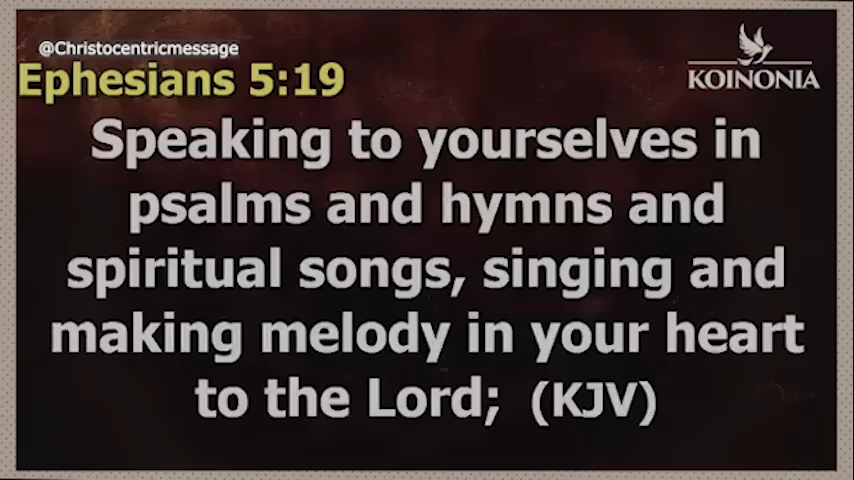 @Christocentricmessage
Ephesians 5:19
KOINONIA
Speaking to yourselves in
psalms and hymns and
spiritual songs, singing and
making melody in your heart
to the Lord; (KJV)